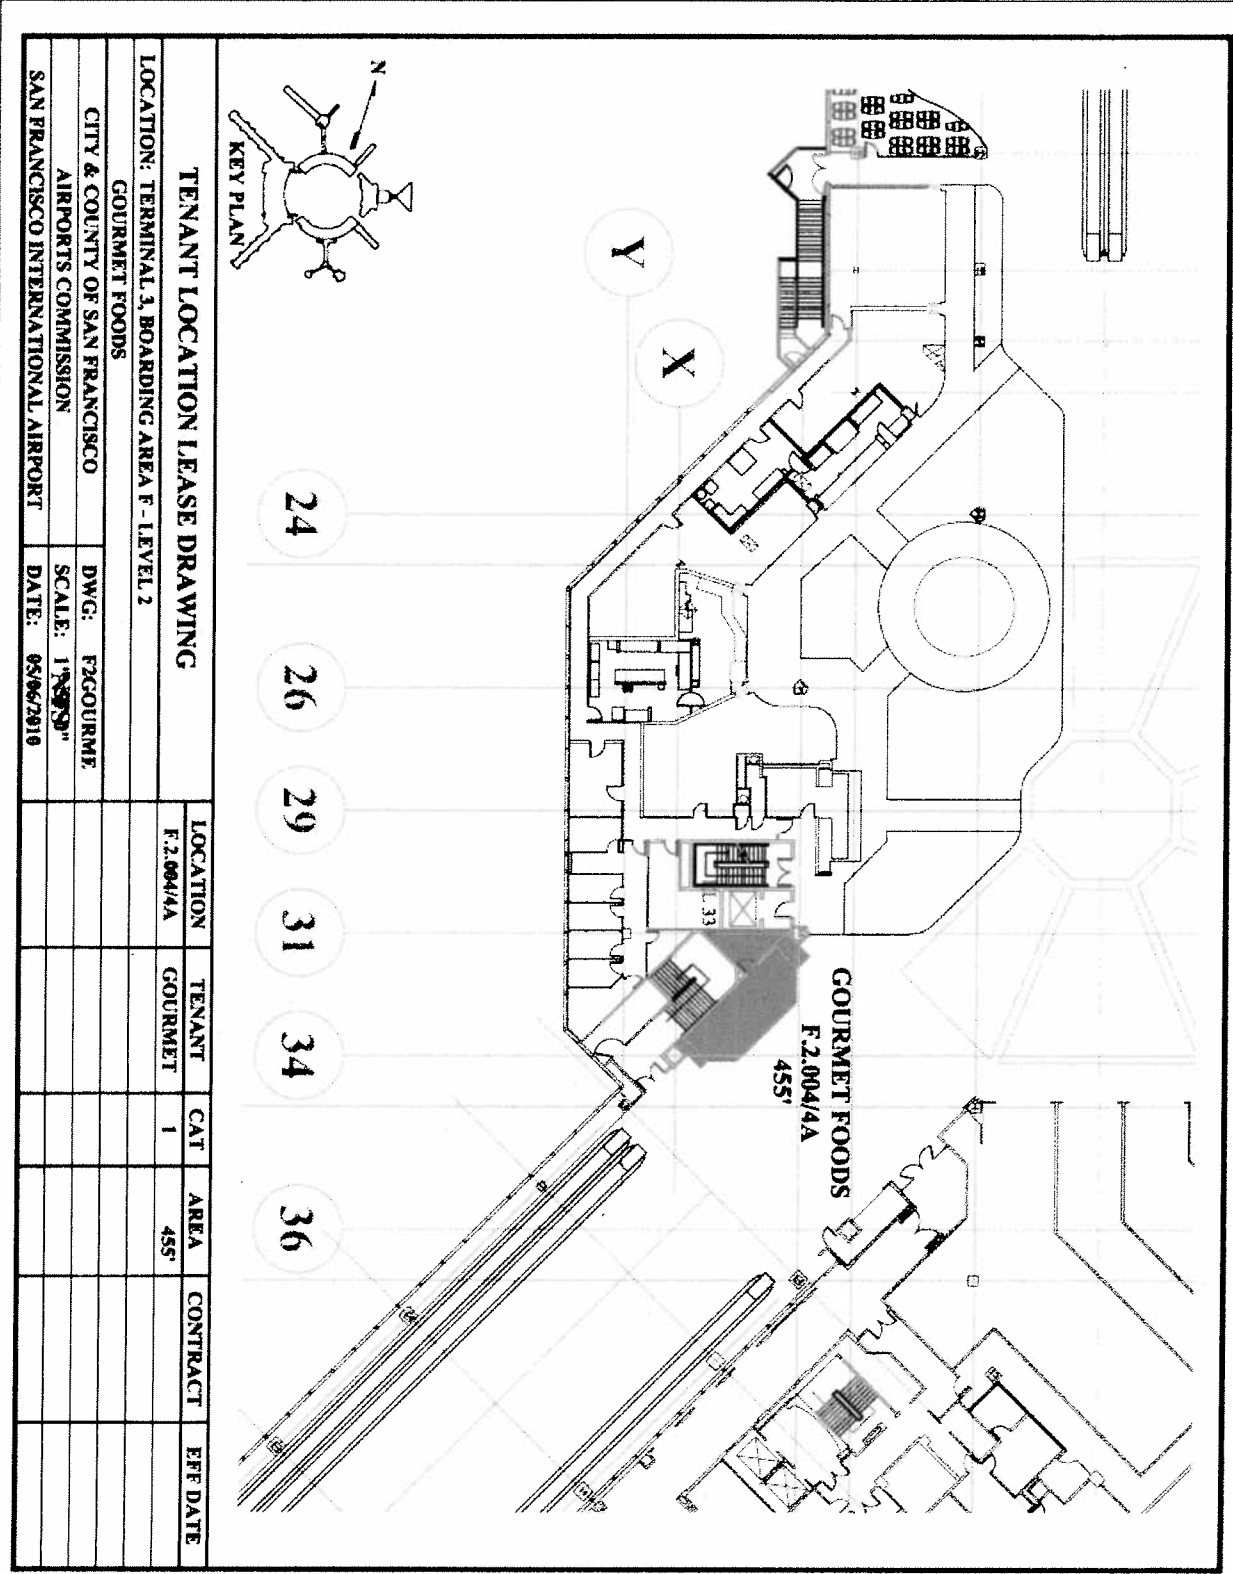 Y
X
24
26
29
31
34
36
L 33
GOURMET FOODS
F.2.004/4A
455'
N
KEY PLAN
TENANT LOCATION LEASE DRAWING
LOCATION: TERMINAL 3, BOARDING AREA F - LEVEL 2
GOURMET FOODS
CITY & COUNTY OF SAN FRANCISCO
AIRPORTS COMMISSION
SAN FRANCISCO INTERNATIONAL AIRPORT
DWG: F2GOURME
SCALE:
DATE: 05/06/2010
LOCATION TENANT CAT AREA CONTRACT EFF DATE
F.2.004/4A GOURMET 1 455'